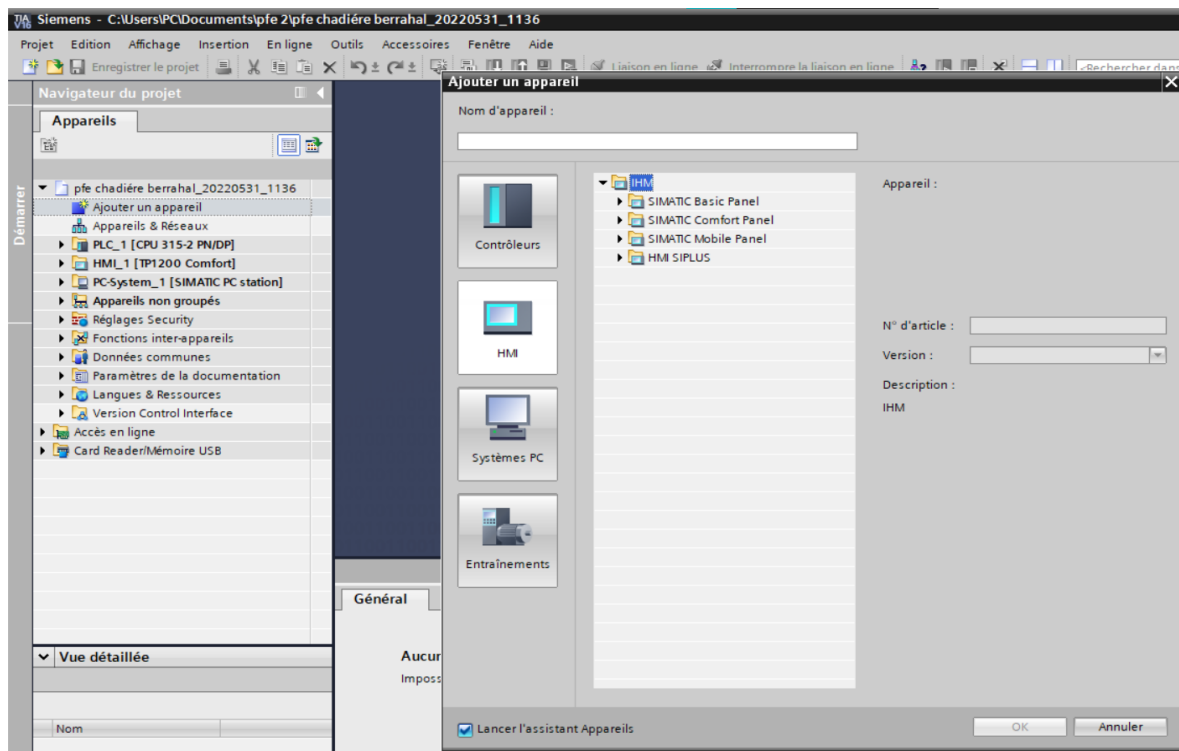 TIA V16 Siemens - C:\Users\PC\Documents\pfe 2\pfe chadiére berrahal_20220531_1136
Projet Edition Affichage Insertion En ligne Outils Accessoires Fenêtre Aide
Enregistrer le projet Liaison en ligne Interrompre la liaison en ligne <Rechercher dans
Navigateur du projet
Appareils
Démarrer
pfe chadiére berrahal_20220531_1136
Ajouter un appareil
Appareils & Réseaux
PLC_1 [CPU 315-2 PN/DP]
HMI_1 [TP1200 Comfort]
PC-System_1 [SIMATIC PC station]
Appareils non groupés
Réglages Security
Fonctions inter-appareils
Données communes
Paramètres de la documentation
Langues & Ressources
Version Control Interface
Accès en ligne
Card Reader/Mémoire USB
Vue détaillée
Nom
Général
Aucun
Imposs
Ajouter un appareil
Nom d'appareil :
Contrôleurs
HMI
Systèmes PC
Entraînements
IHM
SIMATIC Basic Panel
SIMATIC Comfort Panel
SIMATIC Mobile Panel
HMI SIPLUS
Appareil :
N° d'article :
Version :
Description :
IHM
Lancer l'assistant Appareils
OK Annuler